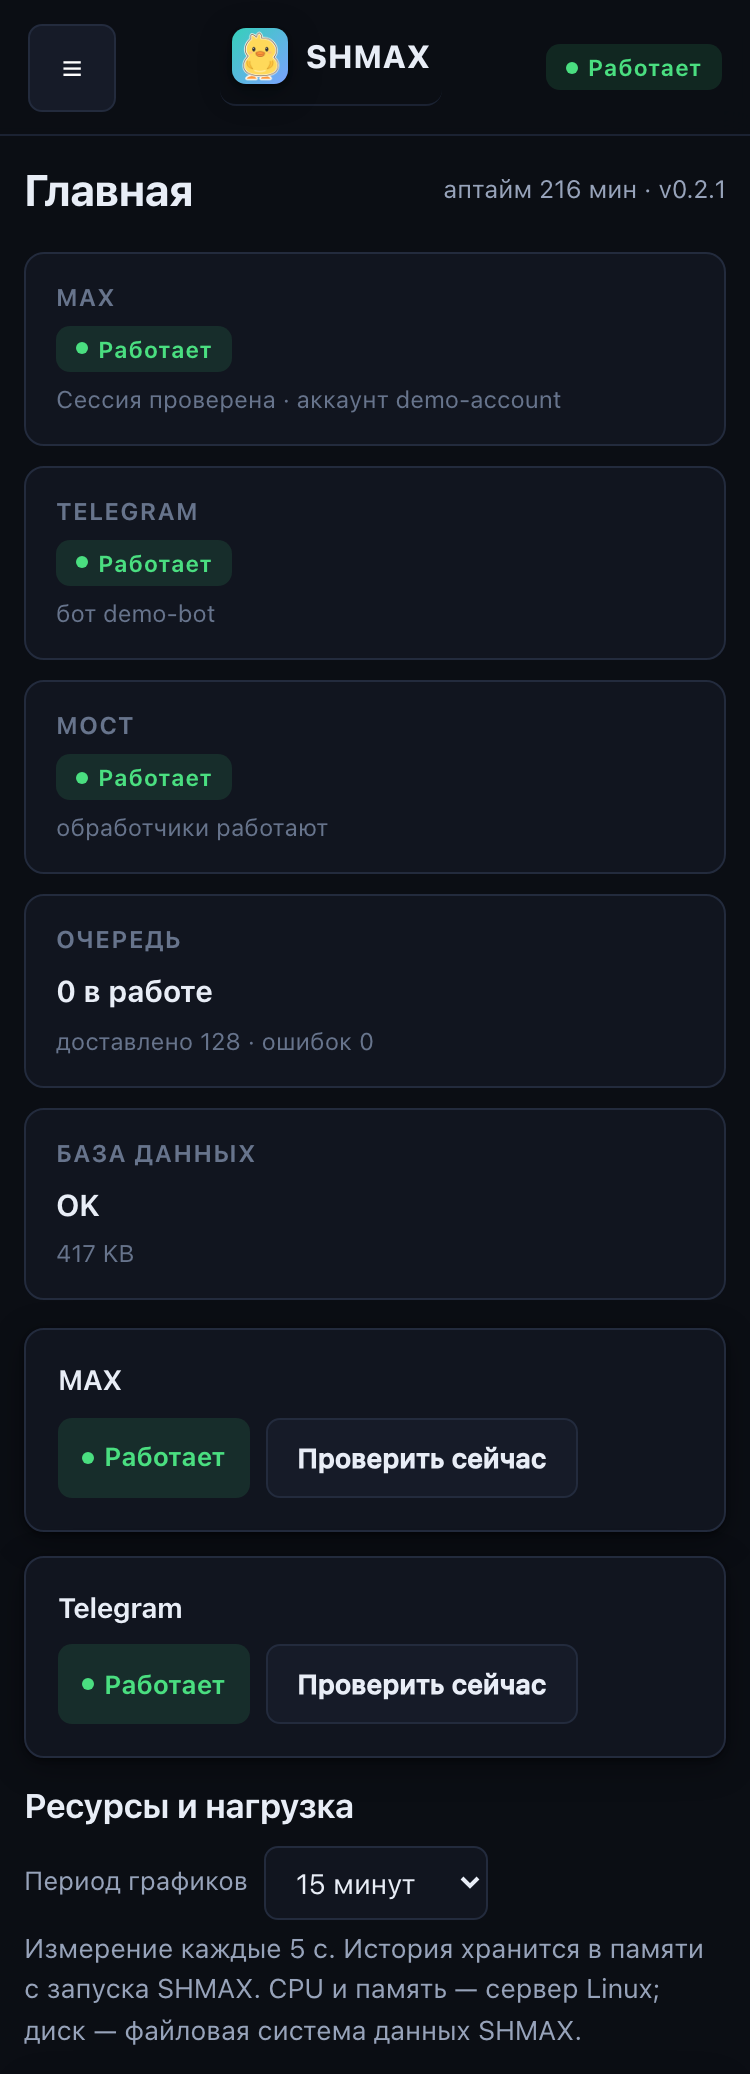 SHMAX
Работает
Главная
аптайм 216 мин · v0.2.1
MAX
Работает
Сессия проверена · аккаунт demo-account
TELEGRAM
Работает
бот demo-bot
МОСТ
Работает
обработчики работают
ОЧЕРЕДЬ
0 в работе
доставлено 128 · ошибок 0
БАЗА ДАННЫХ
OK
417 KB
MAX
Работает
Проверить сейчас
Telegram
Работает
Проверить сейчас
Ресурсы и нагрузка
Период графиков
15 минут
Измерение каждые 5 с. История хранится в памяти
с запуска SHMAX. CPU и память — сервер Linux;
диск — файловая система данных SHMAX.